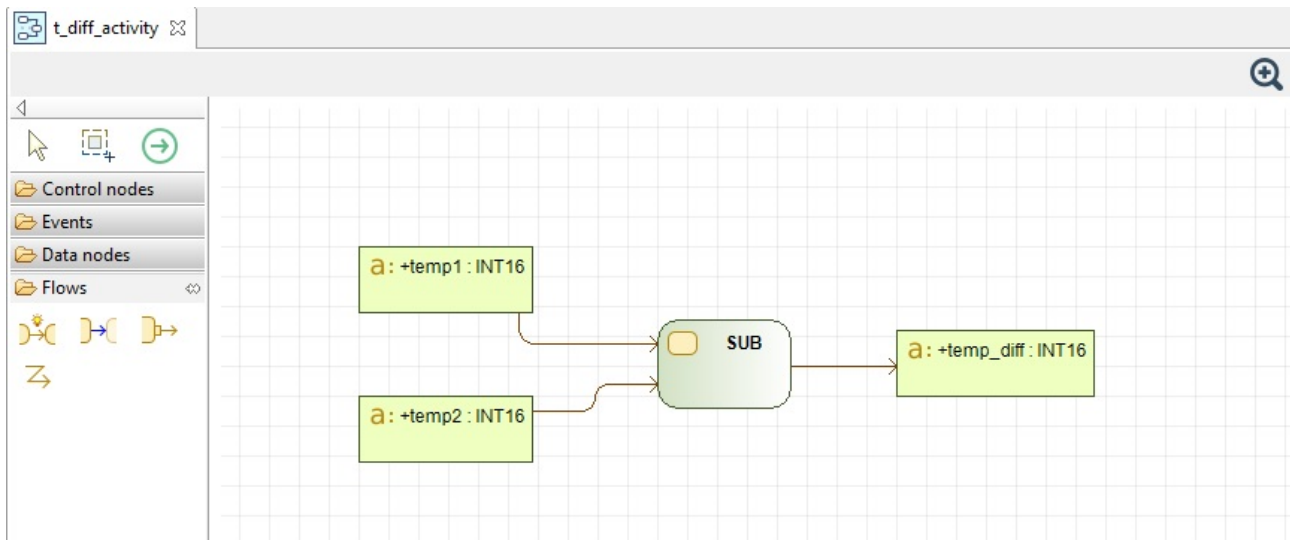 t_diff_activity
Control nodes
Events
Data nodes
Flows
a: +temp1 : INT16
SUB
a: +temp_diff : INT16
a: +temp2 : INT16